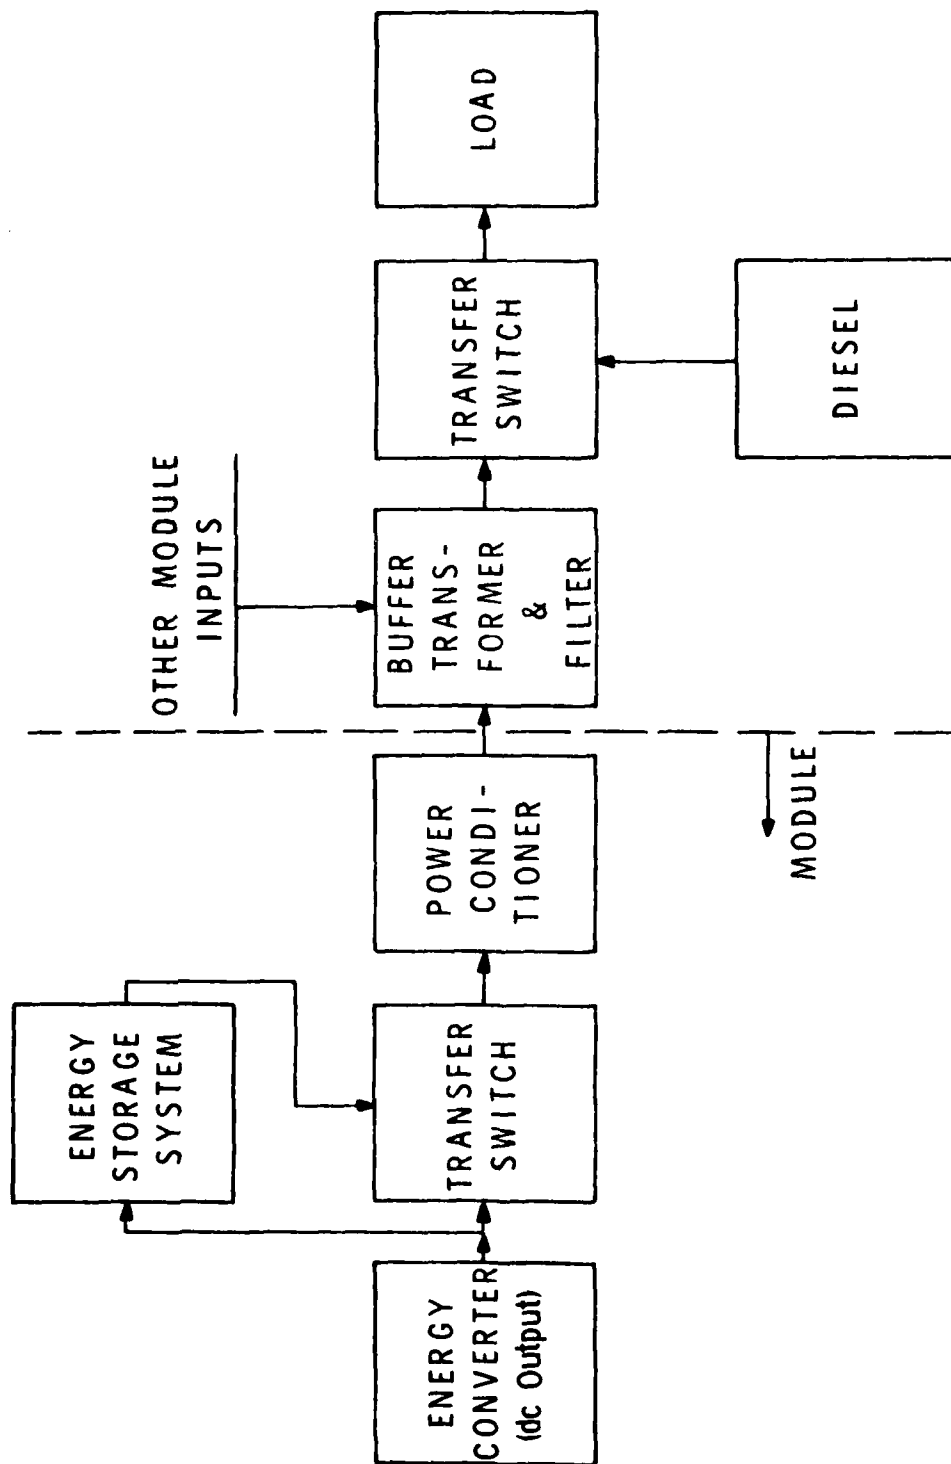 ENERGY
CONVERTER
(dc Output)
ENERGY
STORAGE
SYSTEM
TRANSFER
SWITCH
POWER
CONDI-
TIONER
MODULE
OTHER MODULE
INPUTS
BUFFER
TRANS-
FORMER
&
FILTER
TRANSFER
SWITCH
DIESEL
LOAD